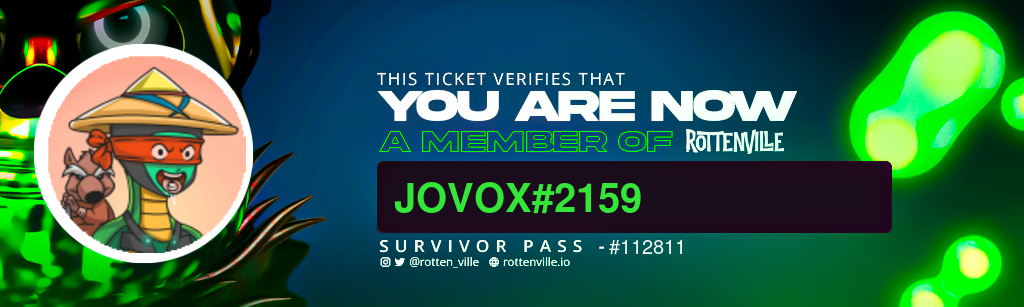 THIS TICKET VERIFIES THAT
YOU ARE NOW
A MEMBER OF ROTTENVILLE
JOVOX#2159
SURVIVOR PASS - #112811
@rotten_ville rottenville.io